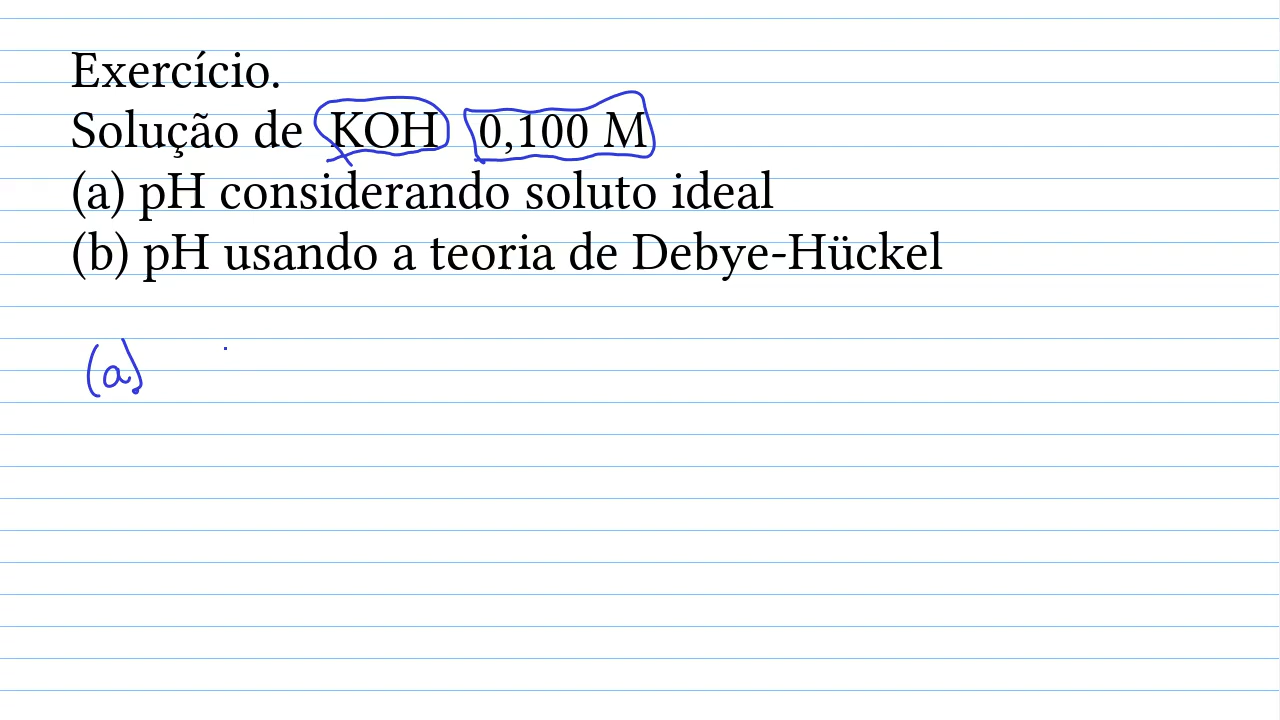 Exercício.
Solução de KOH 0,100 M
(a) pH considerando soluto ideal
(b) pH usando a teoria de Debye-Hückel
(a)